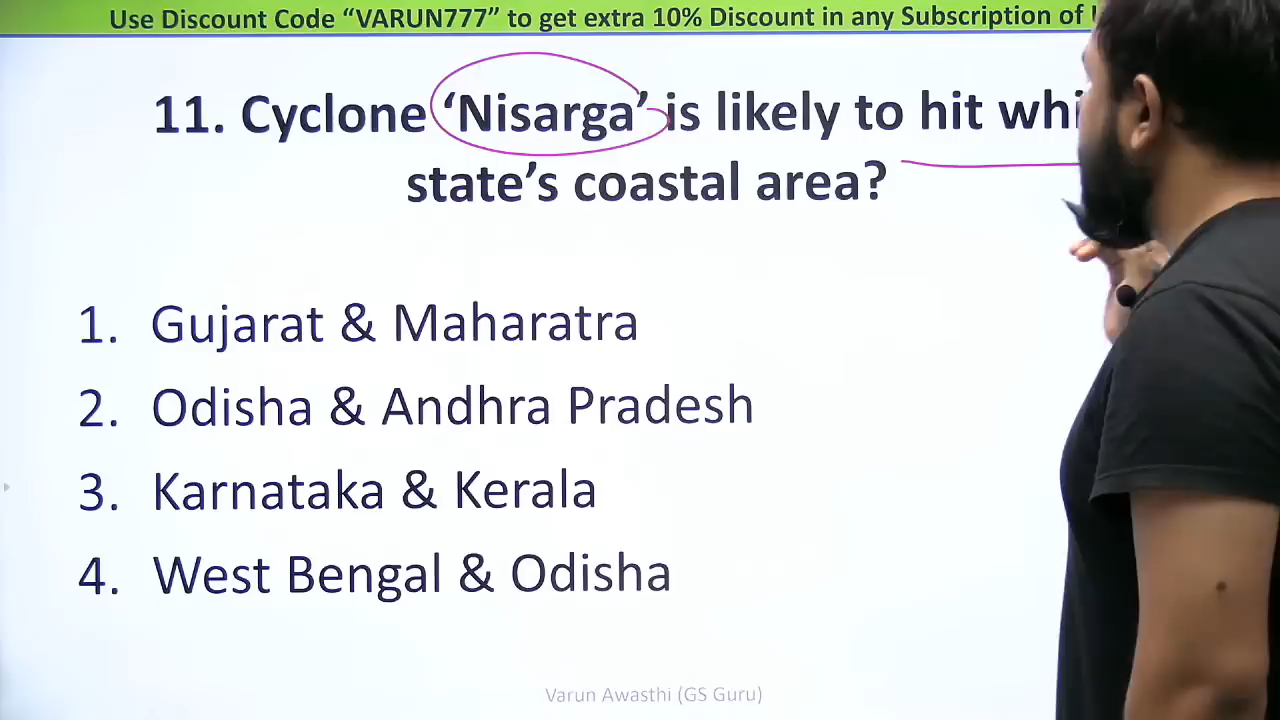 Use Discount Code “VARUN777” to get extra 10% Discount in any Subscription of
11. Cyclone ‘Nisarga’ is likely to hit
state’s coastal area?
1. Gujarat & Maharatra
2. Odisha & Andhra Pradesh
3. Karnataka & Kerala
4. West Bengal & Odisha
Varun Awasthi (GS Guru)